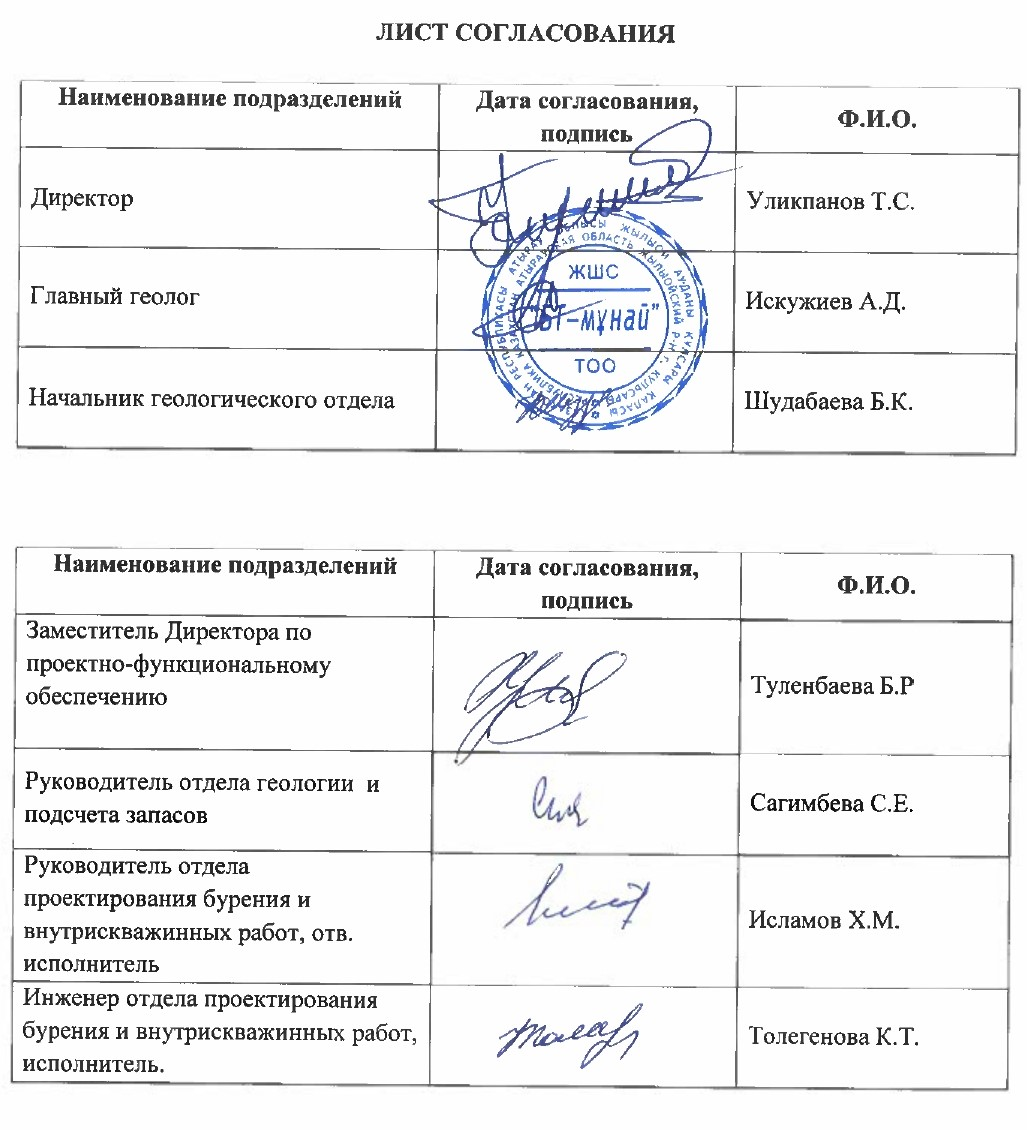 ЛИСТ СОГЛАСОВАНИЯ
Наименование подразделений
Дата согласования,
подпись
Ф.И.О.
Директор
Уликпанов Т.С.
Главный геолог
Искужиев А.Д.
Начальник геологического отдела
Шудабаева Б.К.
ЖШС
"БТ-мұнай"
ТОО
Наименование подразделений
Дата согласования,
подпись
Ф.И.О.
Заместитель Директора по
проектно-функциональному
обеспечению
Туленбаева Б.Р
Руководитель отдела геологии и
подсчета запасов
Сагимбева С.Е.
Руководитель отдела
проектирования бурения и
внутрискважинных работ, отв.
исполнитель
Исламов Х.М.
Инженер отдела проектирования
бурения и внутрискважинных работ,
исполнитель.
Толегенова К.Т.